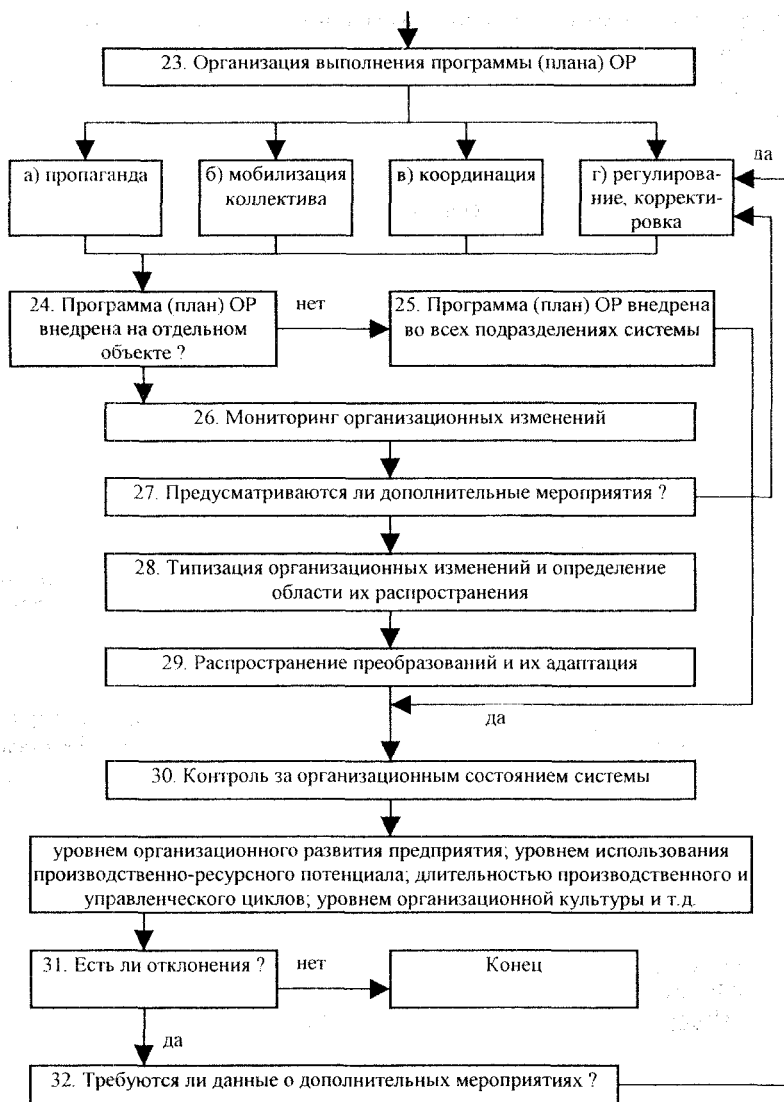 23. Организация выполнения программы (плана) ОР
да
а) пропаганда
б) мобилизация
коллектива
в) координация
г) регулирова-
ние, корректи-
ровка
24. Программа (план) ОР
внедрена на отдельном
объекте ?
нет
25. Программа (план) ОР внедрена
во всех подразделениях системы
26. Мониторинг организационных изменений
27. Предусматриваются ли дополнительные мероприятия ?
28. Типизация организационных изменений и определение
области их распространения
29. Распространение преобразований и их адаптация
да
30. Контроль за организационным состоянием системы
уровнем организационного развития предприятия; уровнем использования
производственно-ресурсного потенциала; длительностью производственного и
управленческого циклов; уровнем организационной культуры и т.д.
31. Есть ли отклонения ?
нет
Конец
да
32. Требуются ли данные о дополнительных мероприятиях ?